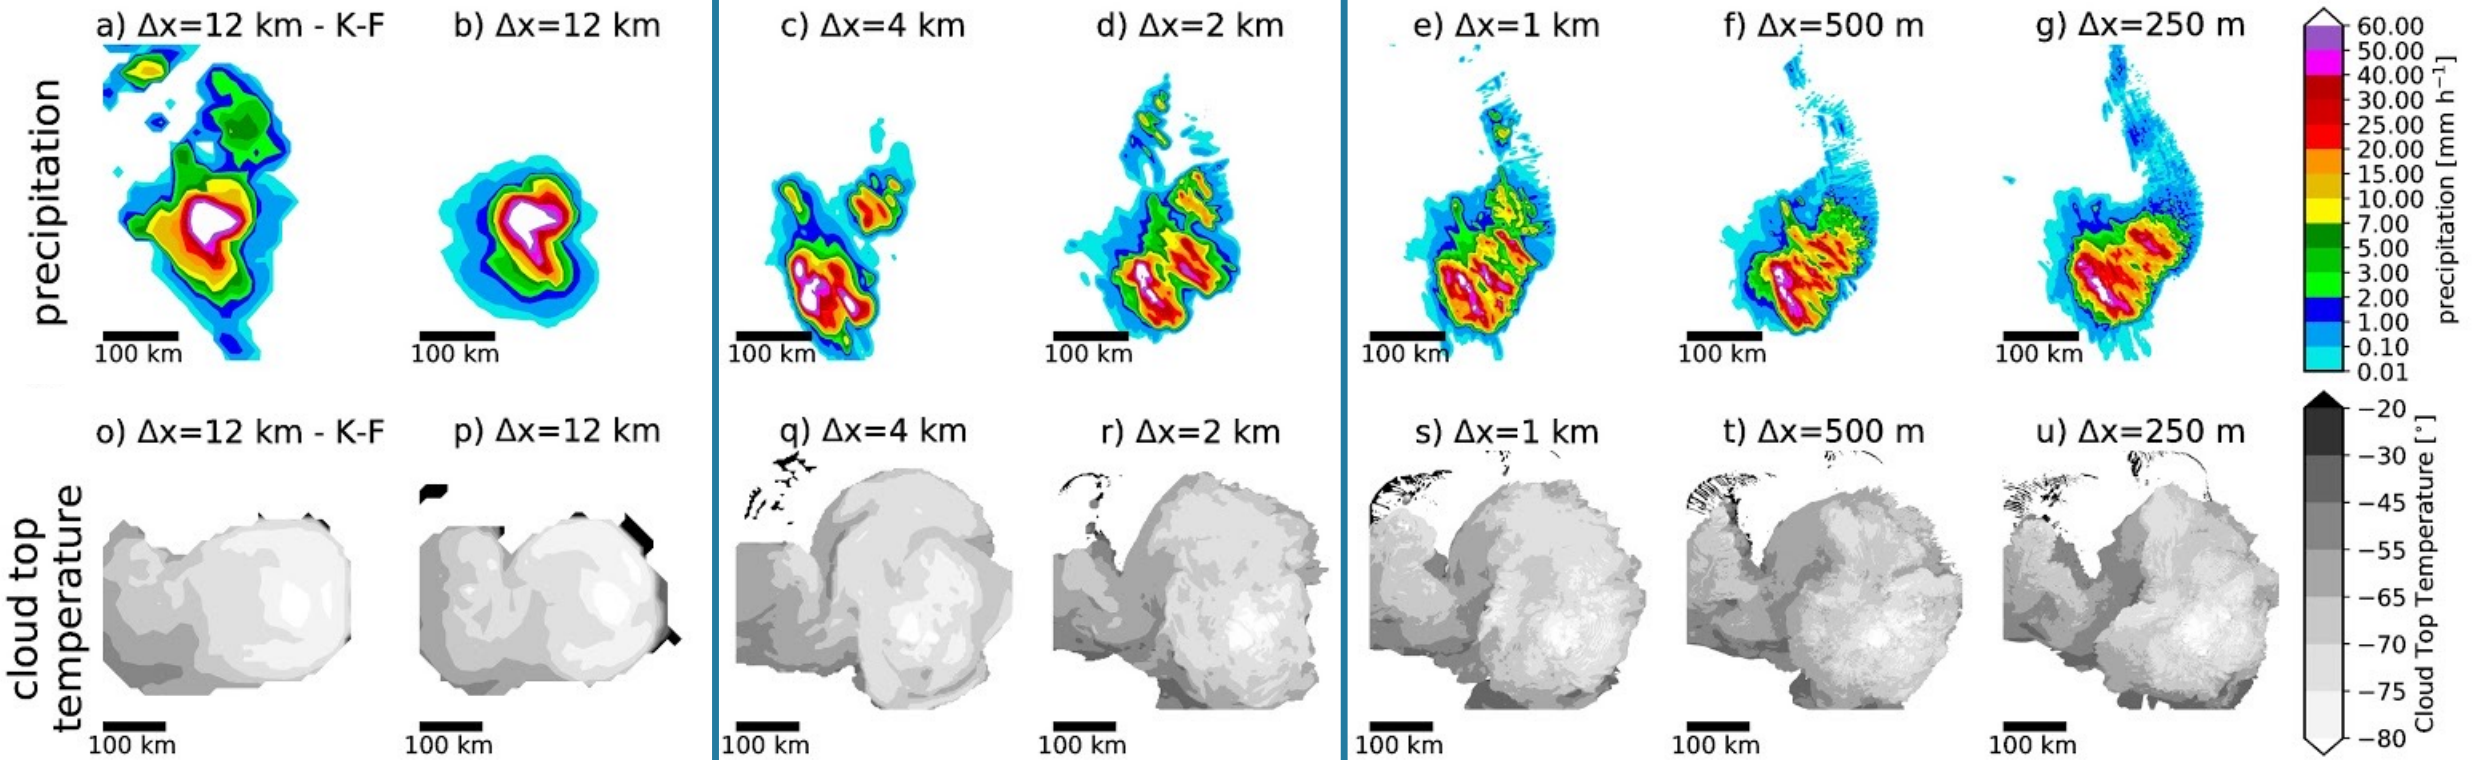 a) Δx=12 km - K-F
b) Δx=12 km
c) Δx=4 km
d) Δx=2 km
e) Δx=1 km
f) Δx=500 m
g) Δx=250 m
precipitation
100 km
100 km
100 km
100 km
100 km
100 km
100 km
60.00
50.00
40.00
30.00
25.00
20.00
15.00
10.00
7.00
5.00
3.00
2.00
1.00
0.10
0.01
precipitation [mm h⁻¹]
o) Δx=12 km - K-F
p) Δx=12 km
q) Δx=4 km
r) Δx=2 km
s) Δx=1 km
t) Δx=500 m
u) Δx=250 m
cloud top
temperature
100 km
100 km
100 km
100 km
100 km
100 km
100 km
−20
−30
−45
−55
−65
−70
−75
−80
Cloud Top Temperature [°]